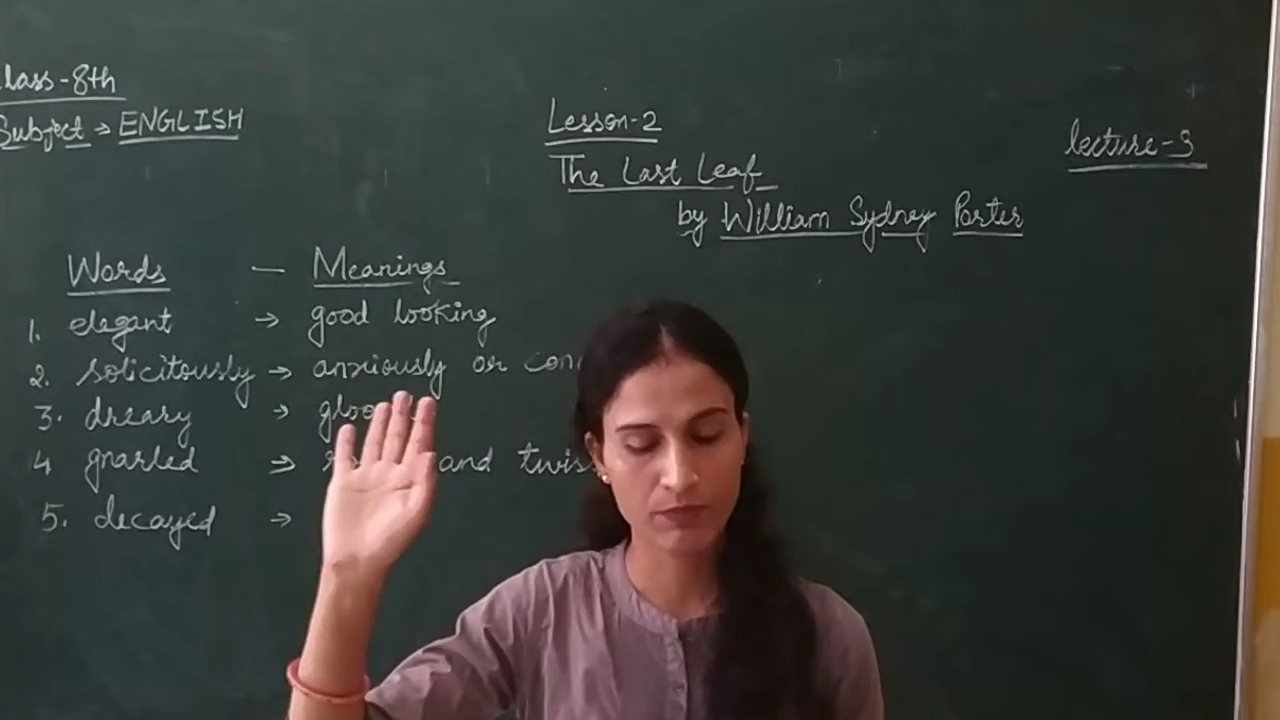 lass-8th
Subject → ENGLISH
Lesson-2
The Last Leaf
by William Sydney Porter
lecture-3
Words — Meanings
1. elegant → good looking
2. solicitously → anxiously or
3. dreary →
4 gnarled → and
5. decayed →